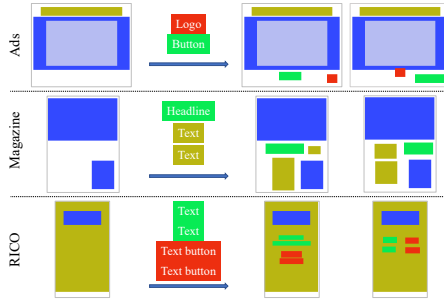 Ads
Logo
Button
Magazine
Headline
Text
Text
RICO
Text
Text
Text button
Text button